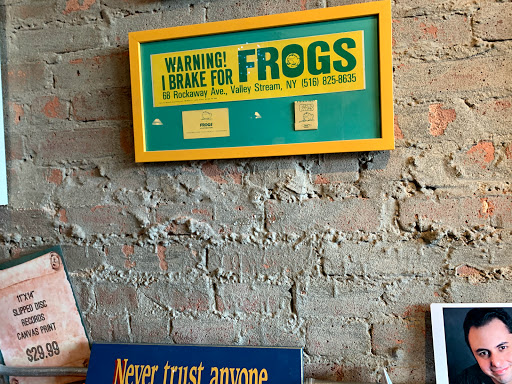 WARNING!
I BRAKE FOR FROGS
68 Rockaway Ave., Valley Stream, NY (516) 825-8635
FROGS
11"X14"
SLIPPED DISC
RECORDS
CANVAS PRINT
$29.99
Never trust anyone